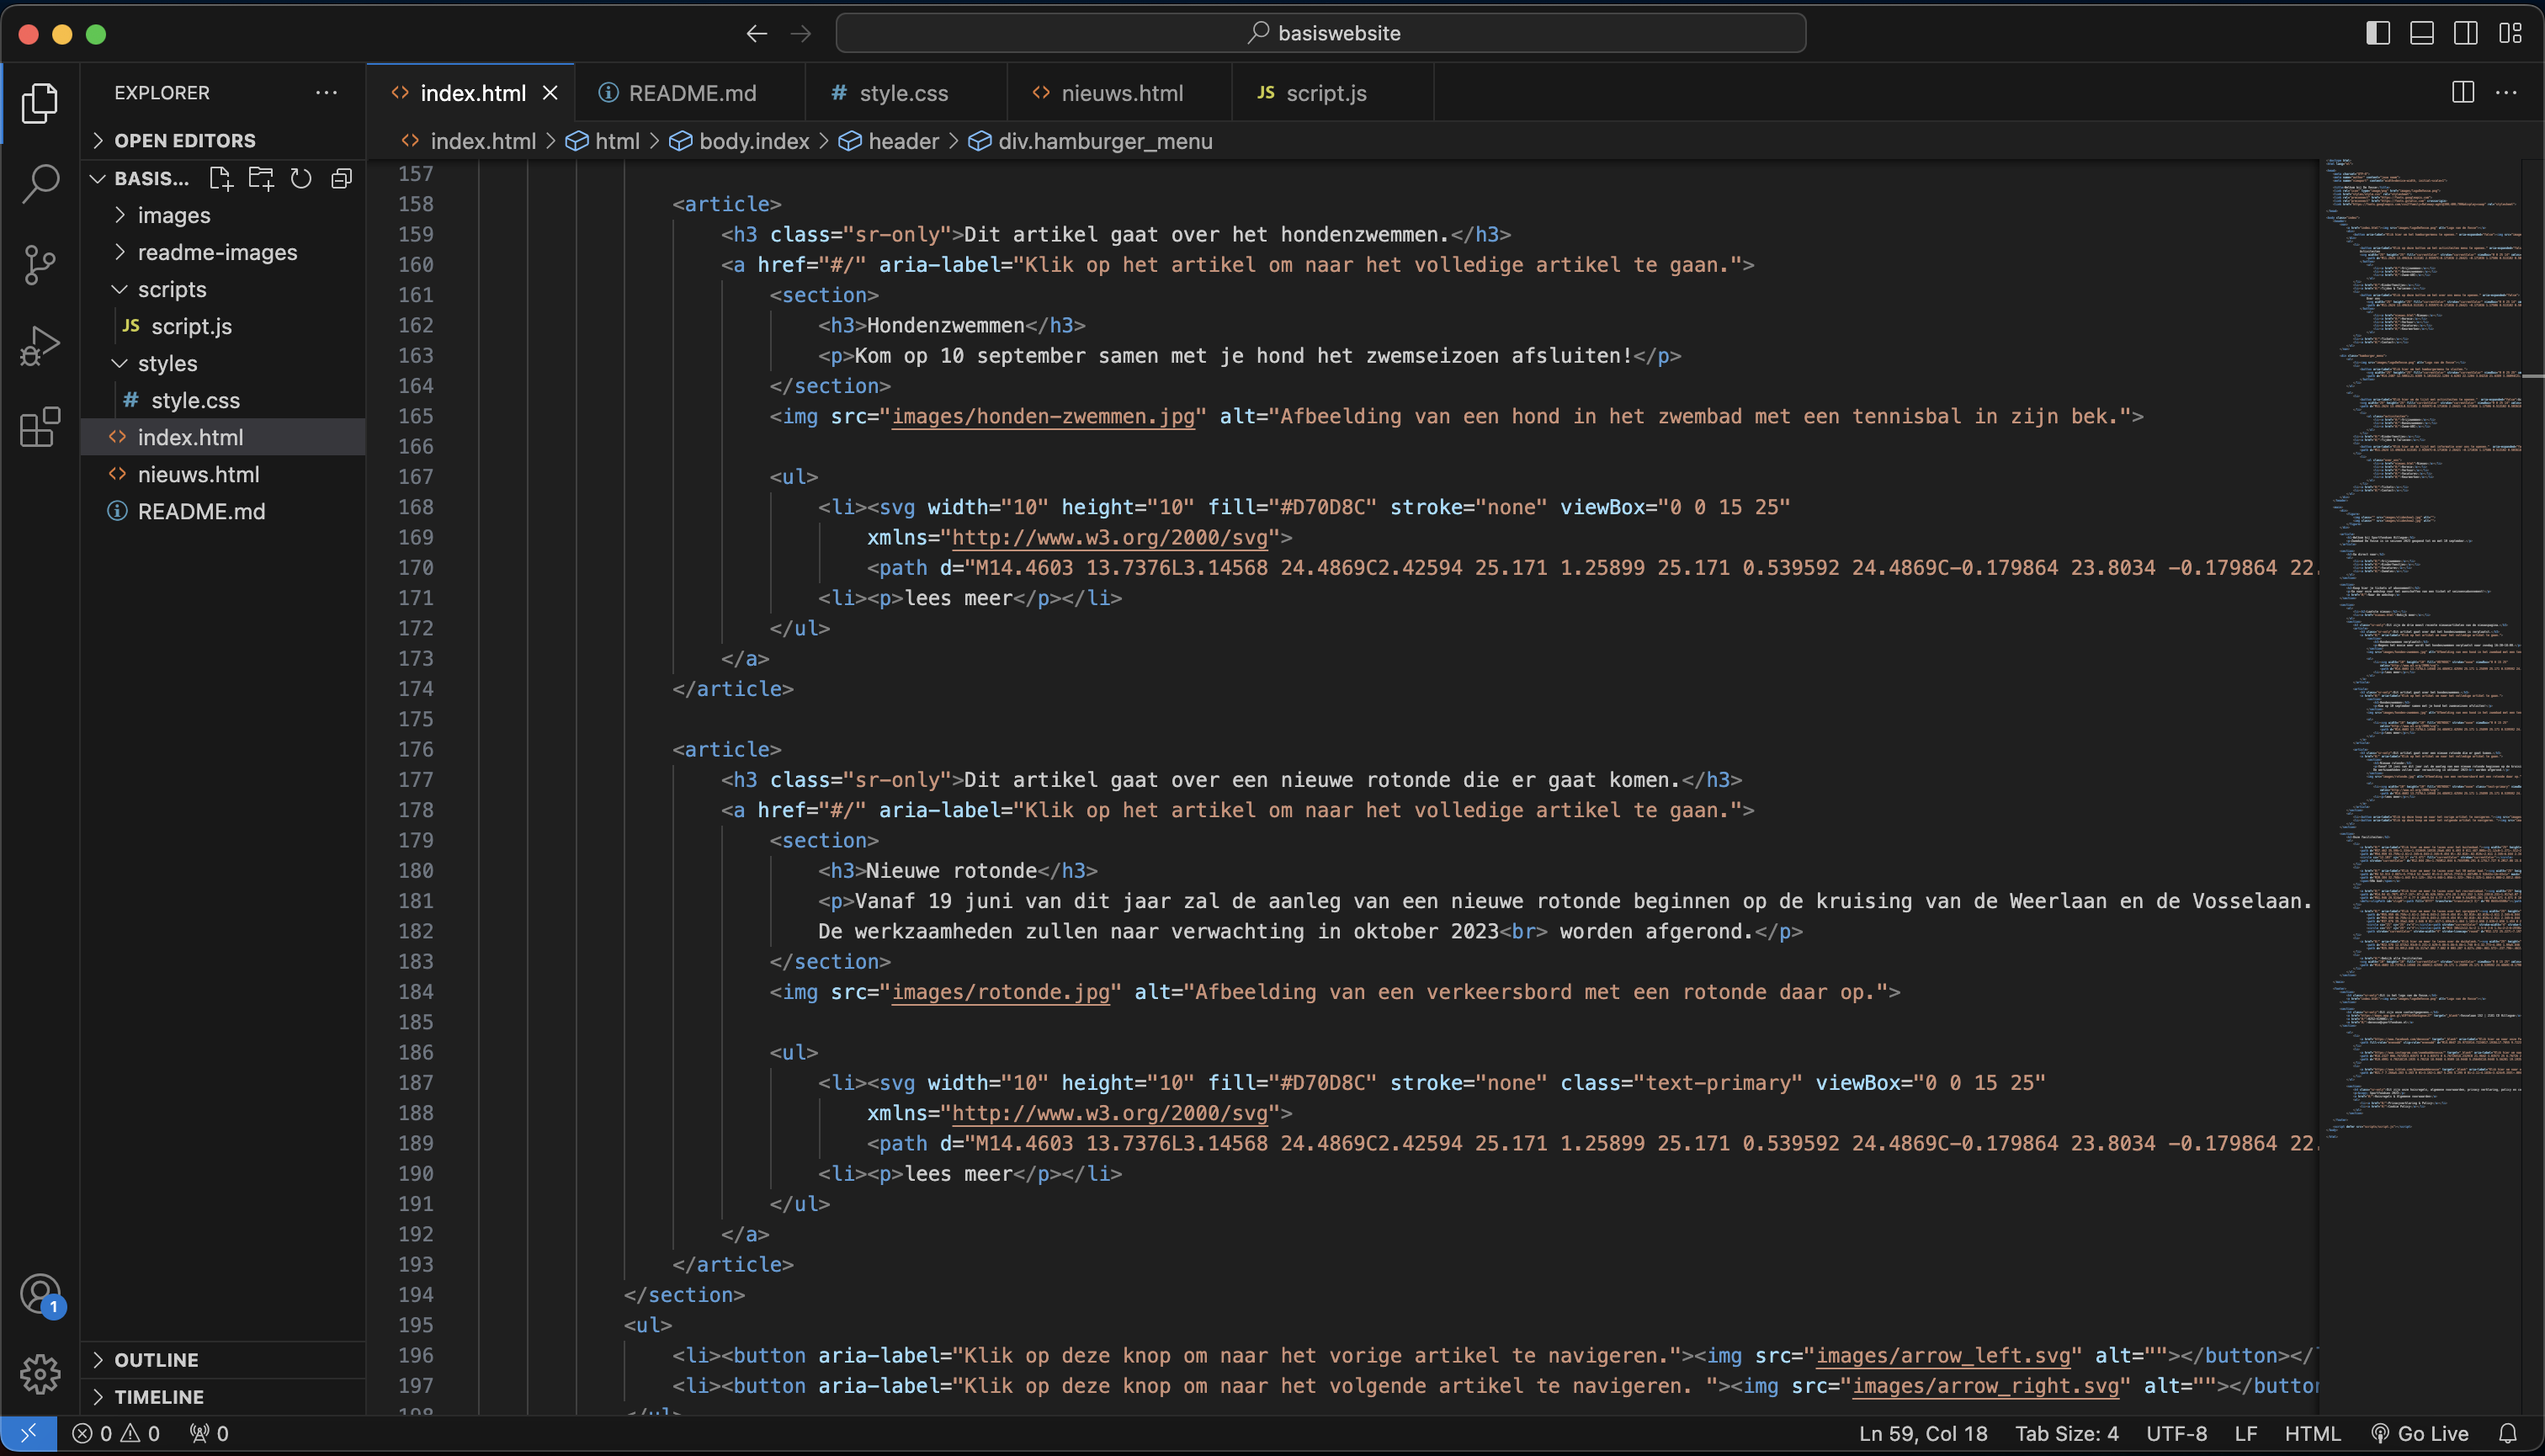 basiswebsite
EXPLORER
OPEN EDITORS
BASIS...
images
readme-images
scripts
JS script.js
styles
# style.css
<> index.html
<> nieuws.html
README.md
OUTLINE
TIMELINE
1
<> index.html
README.md
# style.css
<> nieuws.html
JS script.js
<> index.html > html > body.index > header > div.hamburger_menu
157
158 <article>
159 <h3 class="sr-only">Dit artikel gaat over het hondenzwemmen.</h3>
160 <a href="#/" aria-label="Klik op het artikel om naar het volledige artikel te gaan.">
161 <section>
162 <h3>Hondenzwemmen</h3>
163 <p>Kom op 10 september samen met je hond het zwemseizoen afsluiten!</p>
164 </section>
165 <img src="images/honden-zwemmen.jpg" alt="Afbeelding van een hond in het zwembad met een tennisbal in zijn bek.">
166
167 <ul>
168 <li><svg width="10" height="10" fill="#D70D8C" stroke="none" viewBox="0 0 15 25"
169 xmlns="http://www.w3.org/2000/svg">
170 <path d="M14.4603 13.7376L3.14568 24.4869C2.42594 25.171 1.25899 25.171 0.539592 24.4869C-0.179864 23.8034 -0.179864 22.
171 <li><p>lees meer</p></li>
172 </ul>
173 </a>
174 </article>
175
176 <article>
177 <h3 class="sr-only">Dit artikel gaat over een nieuwe rotonde die er gaat komen.</h3>
178 <a href="#/" aria-label="Klik op het artikel om naar het volledige artikel te gaan.">
179 <section>
180 <h3>Nieuwe rotonde</h3>
181 <p>Vanaf 19 juni van dit jaar zal de aanleg van een nieuwe rotonde beginnen op de kruising van de Weerlaan en de Vosselaan.
182 De werkzaamheden zullen naar verwachting in oktober 2023<br> worden afgerond.</p>
183 </section>
184 <img src="images/rotonde.jpg" alt="Afbeelding van een verkeersbord met een rotonde daar op.">
185
186 <ul>
187 <li><svg width="10" height="10" fill="#D70D8C" stroke="none" class="text-primary" viewBox="0 0 15 25"
188 xmlns="http://www.w3.org/2000/svg">
189 <path d="M14.4603 13.7376L3.14568 24.4869C2.42594 25.171 1.25899 25.171 0.539592 24.4869C-0.179864 23.8034 -0.179864 22.
190 <li><p>lees meer</p></li>
191 </ul>
192 </a>
193 </article>
194 </section>
195 <ul>
196 <li><button aria-label="Klik op deze knop om naar het vorige artikel te navigeren."><img src="images/arrow_left.svg" alt=""></button></
197 <li><button aria-label="Klik op deze knop om naar het volgende artikel te navigeren. "><img src="images/arrow_right.svg" alt=""></button
198 </ul>
0 0 0
Ln 59, Col 18 Tab Size: 4 UTF-8 LF HTML Go Live